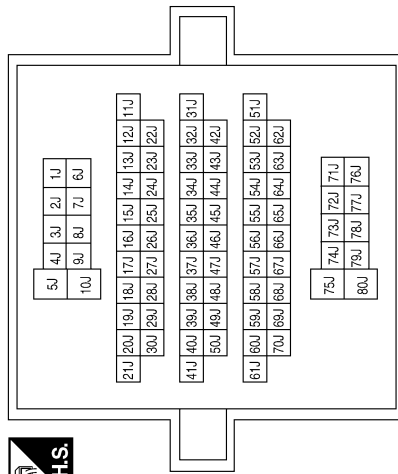 H.S.
5J 4J 3J 2J 1J
10J 9J 8J 7J 6J
21J 20J 19J 18J 17J 16J 15J 14J 13J 12J 11J
30J 29J 28J 27J 26J 25J 24J 23J 22J
41J 40J 39J 38J 37J 36J 35J 34J 33J 32J 31J
50J 49J 48J 47J 46J 45J 44J 43J 42J
61J 60J 59J 58J 57J 56J 55J 54J 53J 52J 51J
70J 69J 68J 67J 66J 65J 64J 63J 62J
75J 74J 73J 72J 71J
80J 79J 78J 77J 76J